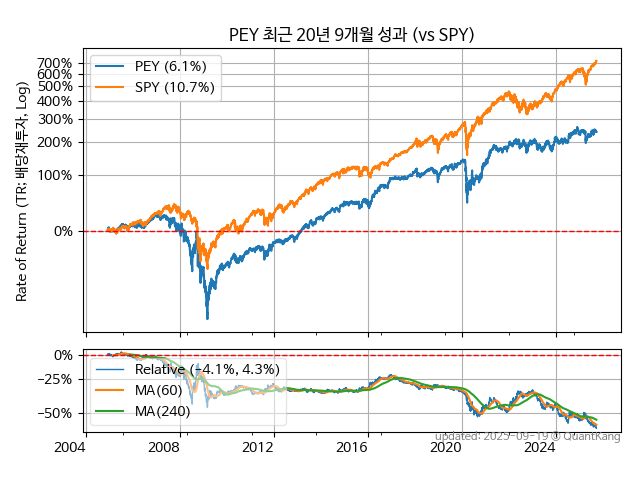 PEY 최근 20년 9개월 성과 (vs SPY)
Rate of Return (TR: 배당재투자, Log)
700%
600%
500%
400%
300%
200%
100%
0%
PEY (6.1%)
SPY (10.7%)
0%
−25%
−50%
Relative (−4.1%, 4.3%)
MA(60)
MA(240)
2004 2008 2012 2016 2020 2024
updated: 2025-09-19 © QuantKang